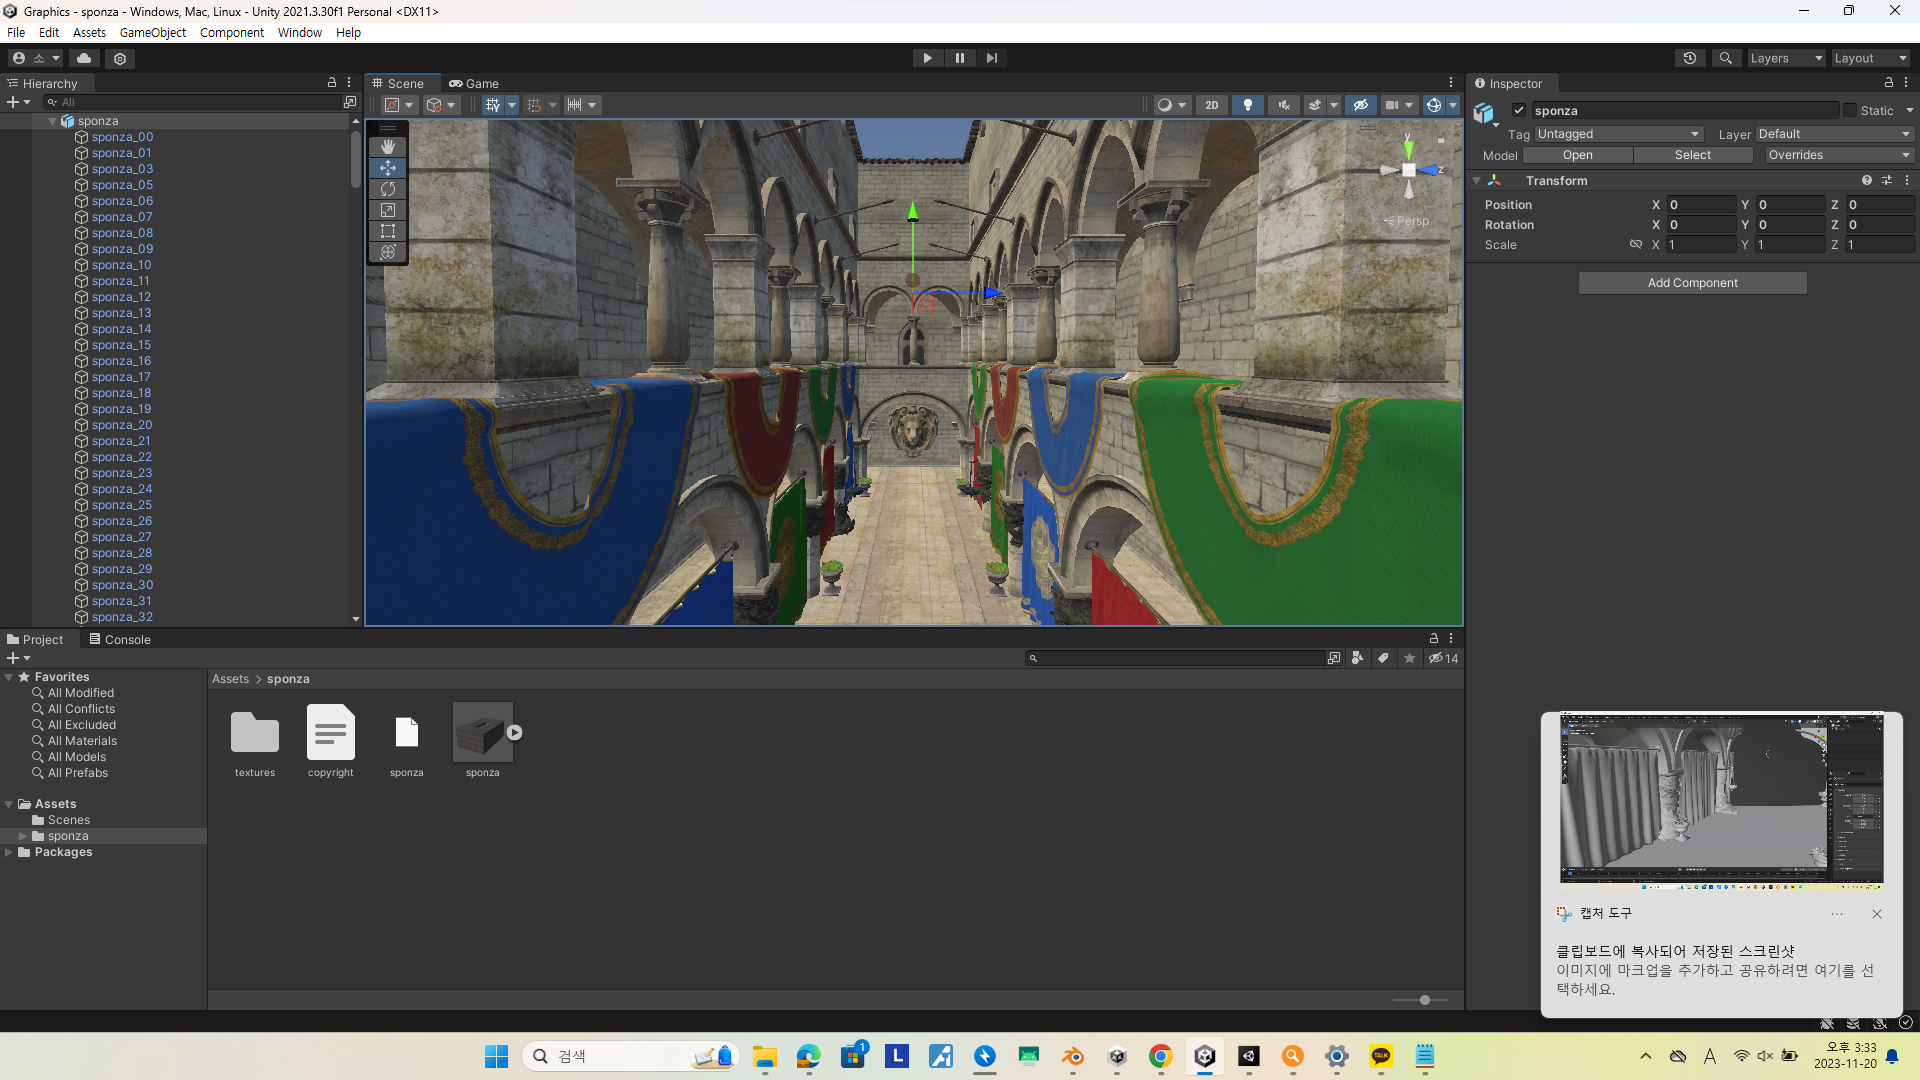 Graphics - sponza - Windows, Mac, Linux - Unity 2021.3.30f1 Personal <DX11>
File Edit Assets GameObject Component Window Help
소
Layers Layout
Hierarchy
All
sponza
sponza_00
sponza_01
sponza_03
sponza_05
sponza_06
sponza_07
sponza_08
sponza_09
sponza_10
sponza_11
sponza_12
sponza_13
sponza_14
sponza_15
sponza_16
sponza_17
sponza_18
sponza_19
sponza_20
sponza_21
sponza_22
sponza_23
sponza_24
sponza_25
sponza_26
sponza_27
sponza_28
sponza_29
sponza_30
sponza_31
sponza_32
Scene Game
2D
y
z
Persp
Inspector
sponza Static
Tag Untagged Layer Default
Model Open Select Overrides
Transform
Position X 0 Y 0 Z 0
Rotation X 0 Y 0 Z 0
Scale X 1 Y 1 Z 1
Add Component
Project Console
14
Favorites
All Modified
All Conflicts
All Excluded
All Materials
All Models
All Prefabs
Assets
Scenes
sponza
Packages
Assets > sponza
textures copyright sponza sponza
캡처 도구
클립보드에 복사되어 저장된 스크린샷
이미지에 마크업을 추가하고 공유하려면 여기를 선
택하세요.
검색
1
L
TALK
A
오후 3:33
2023-11-20